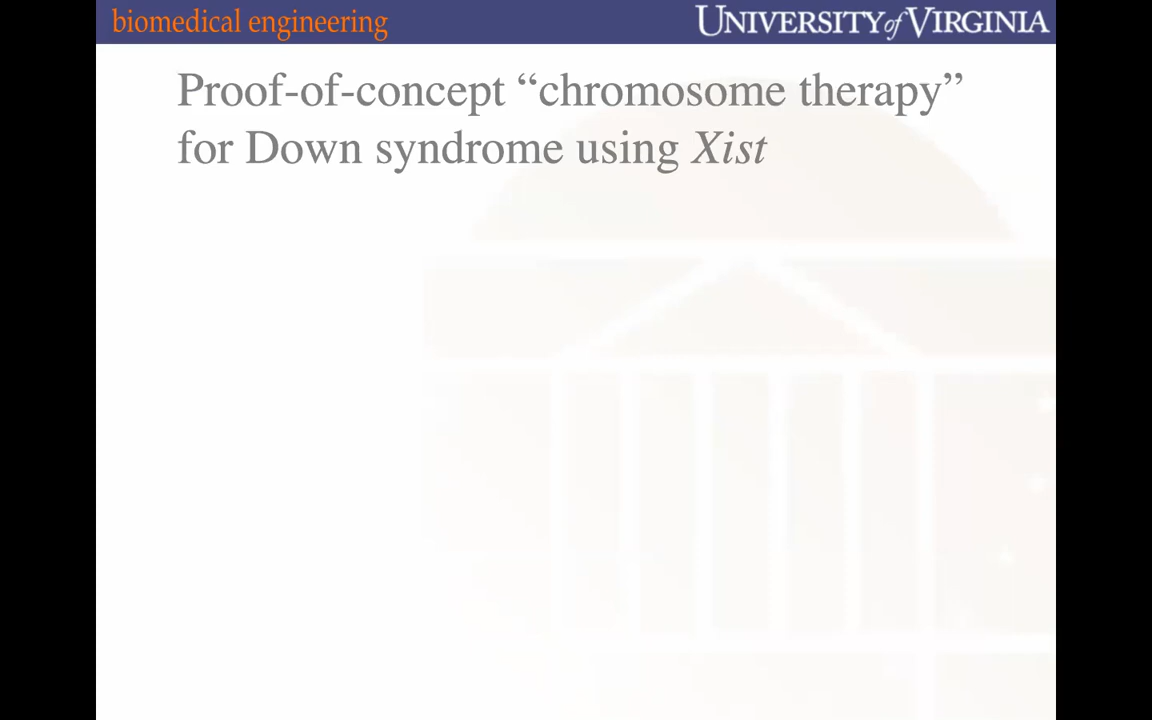 biomedical engineering
UNIVERSITY of VIRGINIA
Proof-of-concept “chromosome therapy”
for Down syndrome using Xist